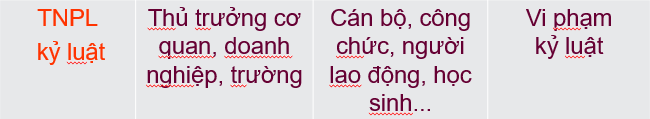 TNPL
kỷ luật
Thủ trưởng cơ
quan, doanh
nghiệp, trường
Cán bộ, công
chức, người
lao động, học
sinh...
Vi phạm
kỷ luật